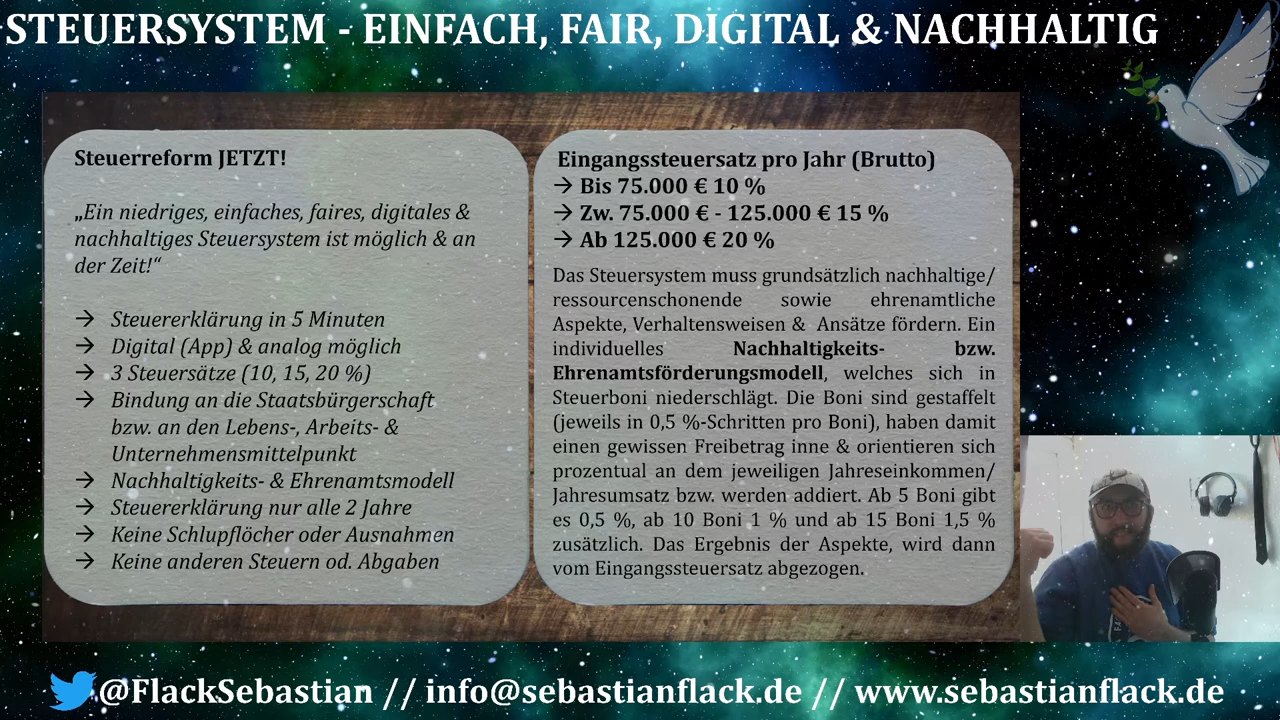 STEUERSYSTEM - EINFACH, FAIR, DIGITAL & NACHHALTIG
Steuerreform JETZT!
„Ein niedriges, einfaches, faires, digitales &
nachhaltiges Steuersystem ist möglich & an
der Zeit!“
→ Steuererklärung in 5 Minuten
→ Digital (App) & analog möglich
→ 3 Steuersätze (10, 15, 20 %)
→ Bindung an die Staatsbürgerschaft
bzw. an den Lebens-, Arbeits- &
Unternehmensmittelpunkt
→ Nachhaltigkeits- & Ehrenamtsmodell
→ Steuererklärung nur alle 2 Jahre
→ Keine Schlupflöcher oder Ausnahmen
→ Keine anderen Steuern od. Abgaben
Eingangssteuersatz pro Jahr (Brutto)
→ Bis 75.000 € 10 %
→ Zw. 75.000 € - 125.000 € 15 %
→ Ab 125.000 € 20 %
Das Steuersystem muss grundsätzlich nachhaltige/
ressourcenschonende sowie ehrenamtliche
Aspekte, Verhaltensweisen & Ansätze fördern. Ein
individuelles Nachhaltigkeits- bzw.
Ehrenamtsförderungsmodell, welches sich in
Steuerboni niederschlägt. Die Boni sind gestaffelt
(jeweils in 0,5 %-Schritten pro Boni), haben damit
einen gewissen Freibetrag inne & orientieren sich
prozentual an dem jeweiligen Jahreseinkommen/
Jahresumsatz bzw. werden addiert. Ab 5 Boni gibt
es 0,5 %, ab 10 Boni 1 % und ab 15 Boni 1,5 %
zusätzlich. Das Ergebnis der Aspekte, wird dann
vom Eingangssteuersatz abgezogen.
@FlackSebastian // info@sebastianflack.de // www.sebastianflack.de